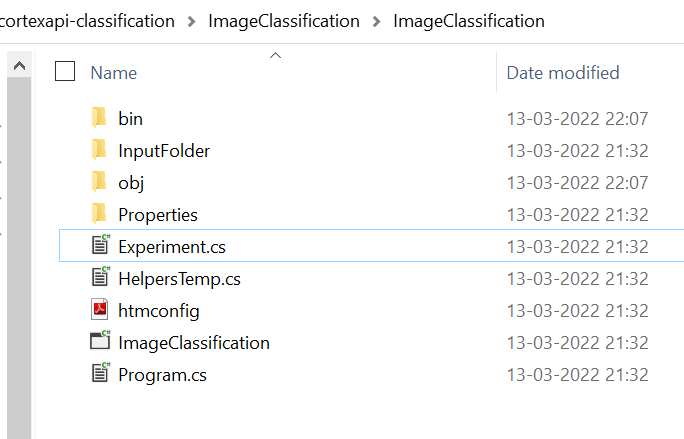 cortexapi-classification > ImageClassification > ImageClassification
Name Date modified
bin 13-03-2022 22:07
InputFolder 13-03-2022 21:32
obj 13-03-2022 22:07
Properties 13-03-2022 21:32
Experiment.cs 13-03-2022 21:32
HelpersTemp.cs 13-03-2022 21:32
htmconfig 13-03-2022 21:32
ImageClassification 13-03-2022 21:32
Program.cs 13-03-2022 21:32